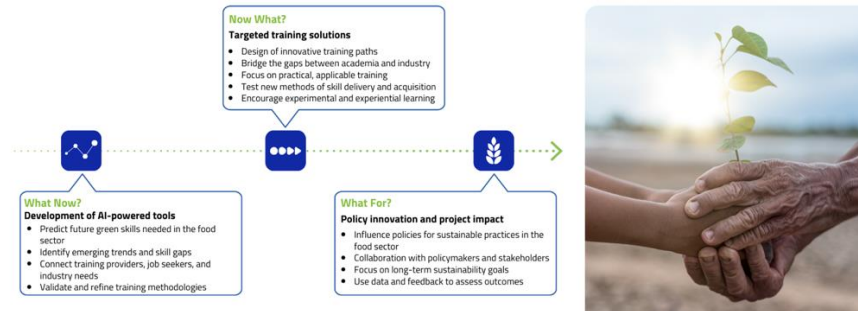 Now What?
Targeted training solutions
Design of innovative training paths
Bridge the gaps between academia and industry
Focus on practical, applicable training
Test new methods of skill delivery and acquisition
Encourage experimental and experiential learning
What Now?
Development of AI-powered tools
Predict future green skills needed in the food
sector
Identify emerging trends and skill gaps
Connect training providers, job seekers, and
industry needs
Validate and refine training methodologies
What For?
Policy innovation and project impact
Influence policies for sustainable practices in the
food sector
Collaboration with policymakers and stakeholders
Focus on long-term sustainability goals
Use data and feedback to assess outcomes